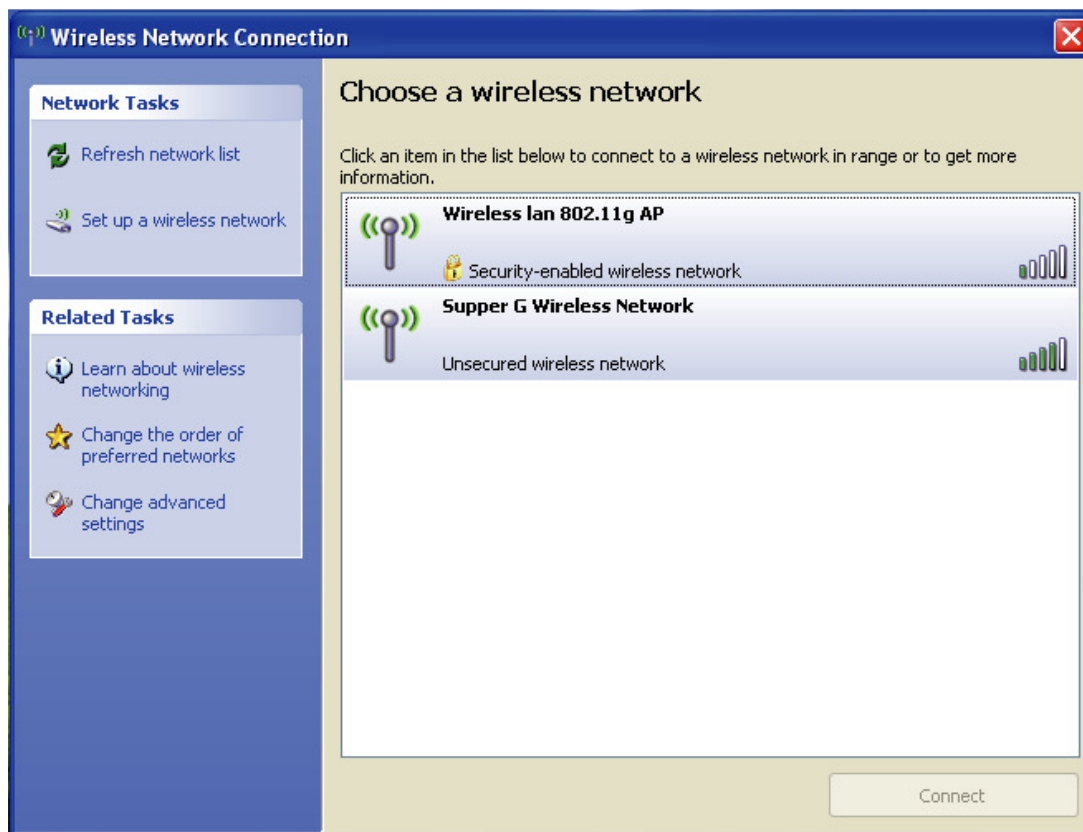 Wireless Network Connection
Network Tasks
Refresh network list
Set up a wireless network
Related Tasks
Learn about wireless
networking
Change the order of
preferred networks
Change advanced
settings
Choose a wireless network
Click an item in the list below to connect to a wireless network in range or to get more
information.
Wireless lan 802.11g AP
Security-enabled wireless network
Supper G Wireless Network
Unsecured wireless network
Connect